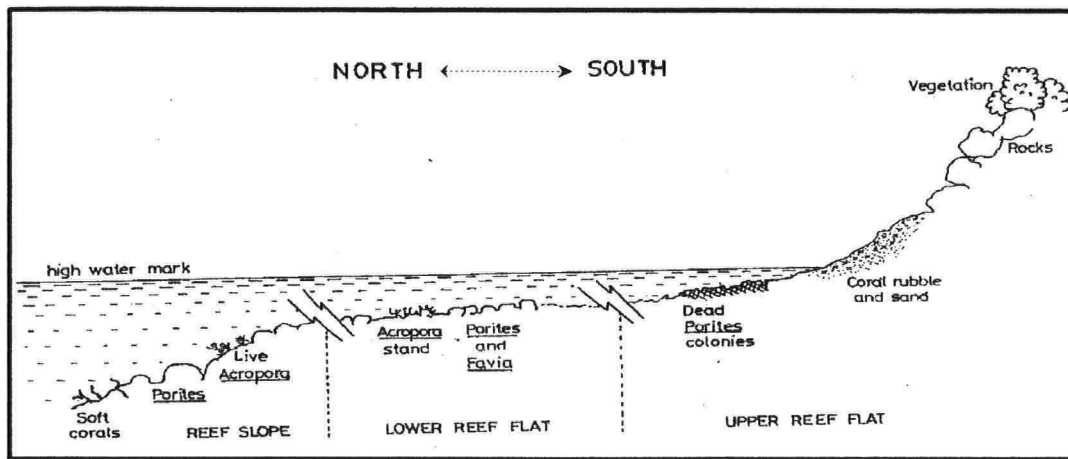 NORTH <-------> SOUTH
Vegetation
Rocks
high water mark
Coral rubble
and sand
Dead
Porites
colonies
Acropora
stand
Porites
and
Favia
Live
Acropora
Porites
Soft
corals
REEF SLOPE
LOWER REEF FLAT
UPPER REEF FLAT